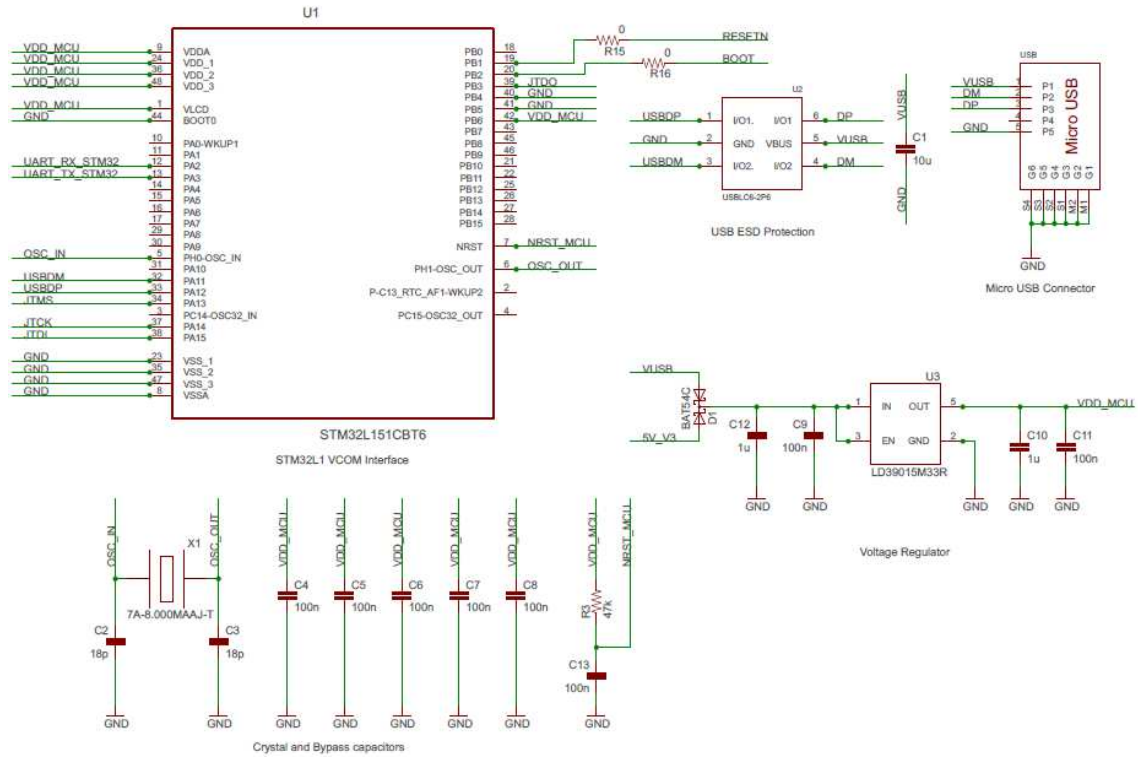 U1
VDD_MCU 9 VDDA
VDD_MCU 24 VDD_1
VDD_MCU 36 VDD_2
VDD_MCU 48 VDD_3
VDD_MCU 1 VLCD
GND 44 BOOT0
10 PA0-WKUP1
11 PA1
UART_RX_STM32 12 PA2
UART_TX_STM32 13 PA3
14 PA4
15 PA5
16 PA6
17 PA7
29 PA8
30 PA9
OSC_IN 5 PH0-OSC_IN
31 PA10
USBDM 32 PA11
USBDP 33 PA12
JTMS 34 PA13
3 PC14-OSC32_IN
JTCK 37 PA14
JTDI 38 PA15
GND 23 VSS_1
GND 35 VSS_2
GND 47 VSS_3
GND 8 VSSA
PB0 18
PB1 19
PB2 20
PB3 39 JTDO
PB4 40 GND
PB5 41 GND
PB6 42 VDD_MCU
PB7 43
PB8 45
PB9 46
PB10 21
PB11 22
PB12 25
PB13 26
PB14 27
PB15 28
NRST 7 NRST_MCU
PH1-OSC_OUT 6 OSC_OUT
P-C13_RTC_AF1-WKUP2 2
PC15-OSC32_OUT 4
STM32L151CBT6
STM32L1 VCOM Interface
0 RESETN
R15
0 BOOT
R16
U2
USBDP 1 I/O1. I/O1 6 DP
GND 2 GND VBUS 5 VUSB
USBDM 3 I/O2. I/O2 4 DM
USBLC6-2P6
USB ESD Protection
VUSB
C1
10u
GND
USB
VUSB 1 P1
DM 2 P2
DP 3 P3
4 P4
GND 5 P5
Micro USB
G6 G5 G4 G3 G2 G1
S4 S3 S2 S1 M2 M1
GND
Micro USB Connector
VUSB
BAT54C
D1
5V_V3
C12
1u
GND
C9
100n
GND
U3
1 IN OUT 5 VDD_MCU
3 EN GND 2
LD39015M33R
GND
C10
1u
GND
C11
100n
GND
Voltage Regulator
OSC_IN
OSC_OUT
X1
7A-8.000MAAJ-T
C2
18p
GND
C3
18p
GND
VDD_MCU
C4
100n
GND
VDD_MCU
C5
100n
GND
VDD_MCU
C6
100n
GND
VDD_MCU
C7
100n
GND
VDD_MCU
C8
100n
GND
VDD_MCU
NRST_MCU
R3
47k
C13
100n
GND
Crystal and Bypass capacitors